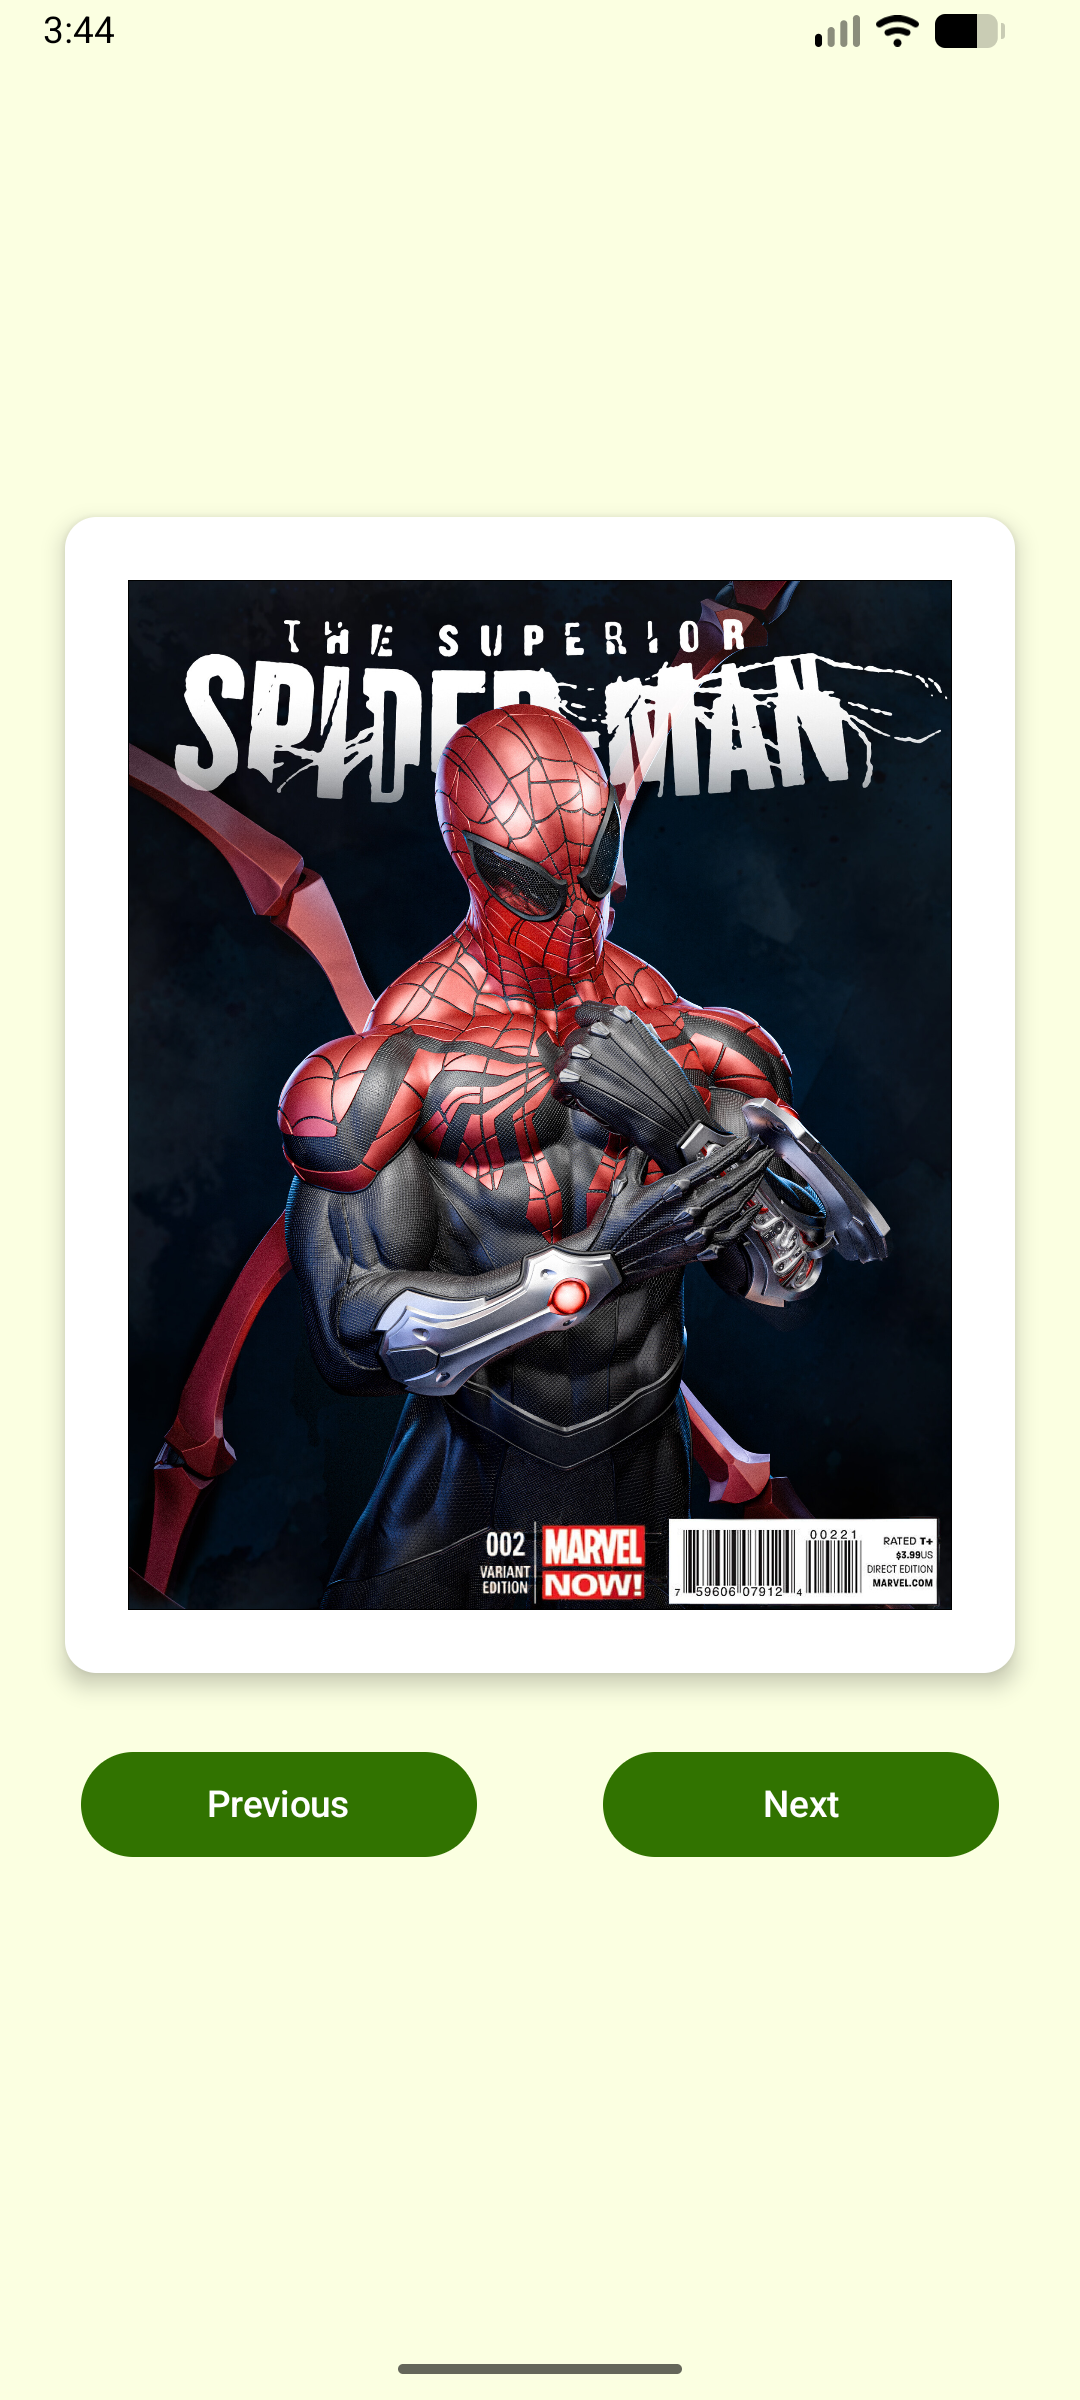 3:44
THE SUPERIOR
SPIDER-MAN
002
VARIANT
EDITION
MARVEL
NOW!
00221
7 59606 07912 4
RATED T+
$3.99US
DIRECT EDITION
MARVEL.COM
Previous
Next